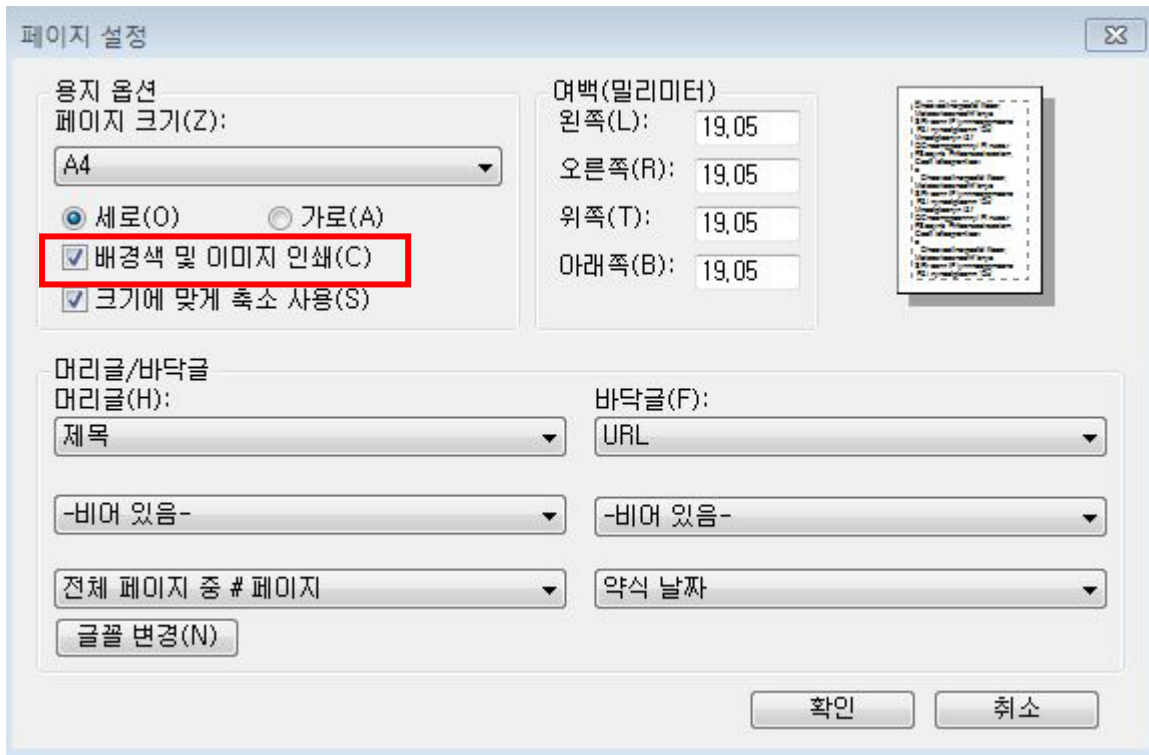 페이지 설정
용지 옵션
페이지 크기(Z):
A4
세로(O) 가로(A)
배경색 및 이미지 인쇄(C)
크기에 맞게 축소 사용(S)
여백(밀리미터)
왼쪽(L): 19,05
오른쪽(R): 19,05
위쪽(T): 19,05
아래쪽(B): 19,05
머리글/바닥글
머리글(H):
제목
-비어 있음-
전체 페이지 중 # 페이지
글꼴 변경(N)
바닥글(F):
URL
-비어 있음-
약식 날짜
확인 취소